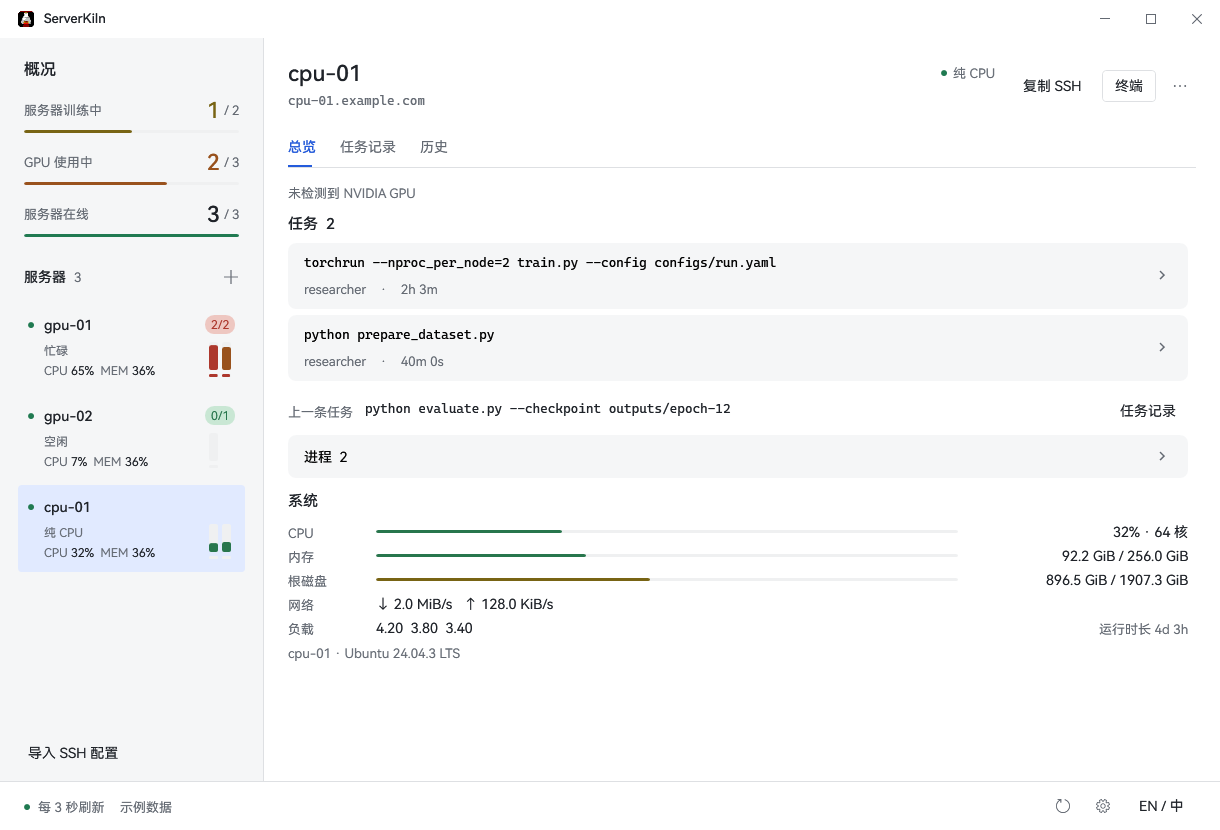 ServerKiln
概况
服务器训练中 1 / 2
GPU 使用中 2 / 3
服务器在线 3 / 3
服务器 3
gpu-01 2/2
忙碌
CPU 65% MEM 36%
gpu-02 0/1
空闲
CPU 7% MEM 36%
cpu-01
纯 CPU
CPU 32% MEM 36%
导入 SSH 配置
cpu-01
cpu-01.example.com
纯 CPU
复制 SSH
终端
总览 任务记录 历史
未检测到 NVIDIA GPU
任务 2
torchrun --nproc_per_node=2 train.py --config configs/run.yaml
researcher · 2h 3m
python prepare_dataset.py
researcher · 40m 0s
上一条任务 python evaluate.py --checkpoint outputs/epoch-12 任务记录
进程 2
系统
CPU 32% · 64 核
内存 92.2 GiB / 256.0 GiB
根磁盘 896.5 GiB / 1907.3 GiB
网络 ↓ 2.0 MiB/s ↑ 128.0 KiB/s
负载 4.20 3.80 3.40 运行时长 4d 3h
cpu-01 · Ubuntu 24.04.3 LTS
每 3 秒刷新 示例数据 EN / 中